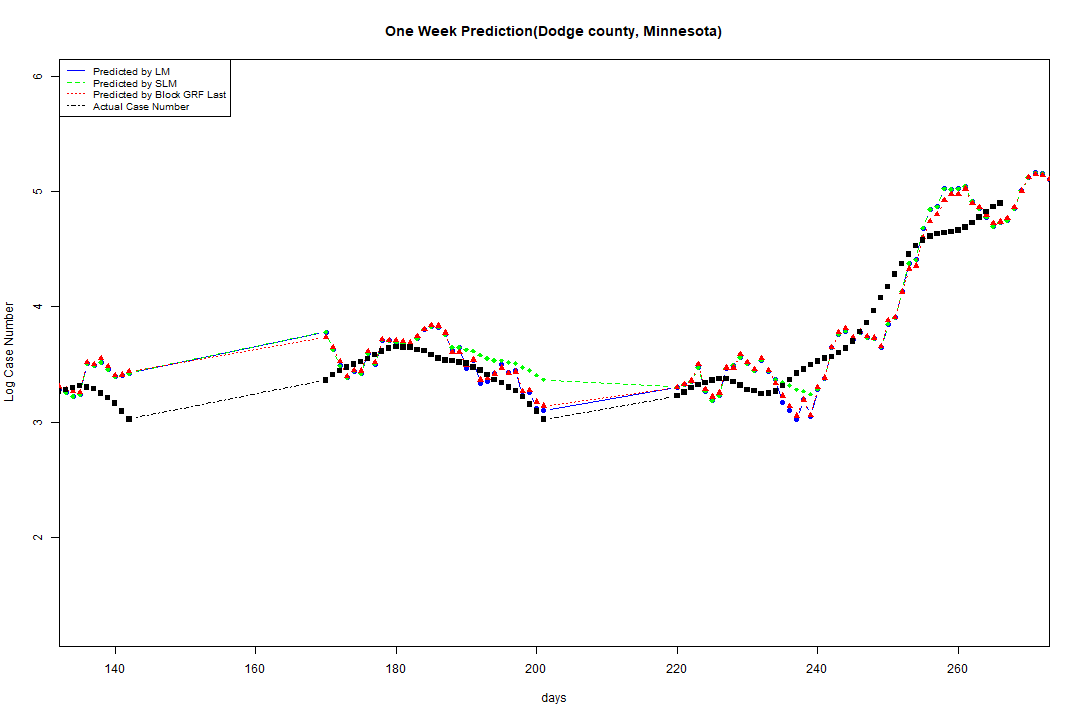 One Week Prediction(Dodge county, Minnesota)
Predicted by LM
Predicted by SLM
Predicted by Block GRF Last
Actual Case Number
6
5
4
3
2
Log Case Number
140 160 180 200 220 240 260
days